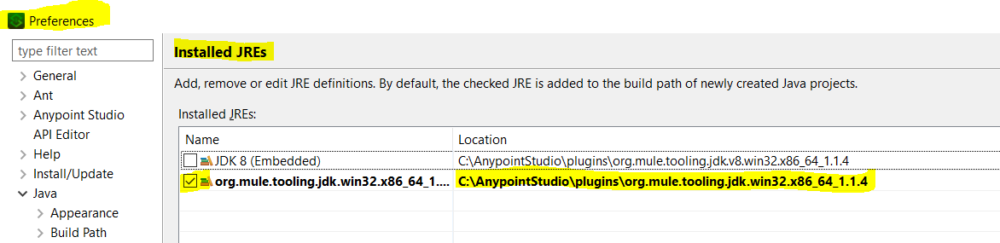 Preferences
type filter text
General
Ant
Anypoint Studio
API Editor
Help
Install/Update
Java
Appearance
Build Path
Installed JREs
Add, remove or edit JRE definitions. By default, the checked JRE is added to the build path of newly created Java projects.
Installed JREs:
Name Location
JDK 8 (Embedded) C:\AnypointStudio\plugins\org.mule.tooling.jdk.v8.win32.x86_64_1.1.4
org.mule.tooling.jdk.win32.x86_64_1.... C:\AnypointStudio\plugins\org.mule.tooling.jdk.win32.x86_64_1.1.4